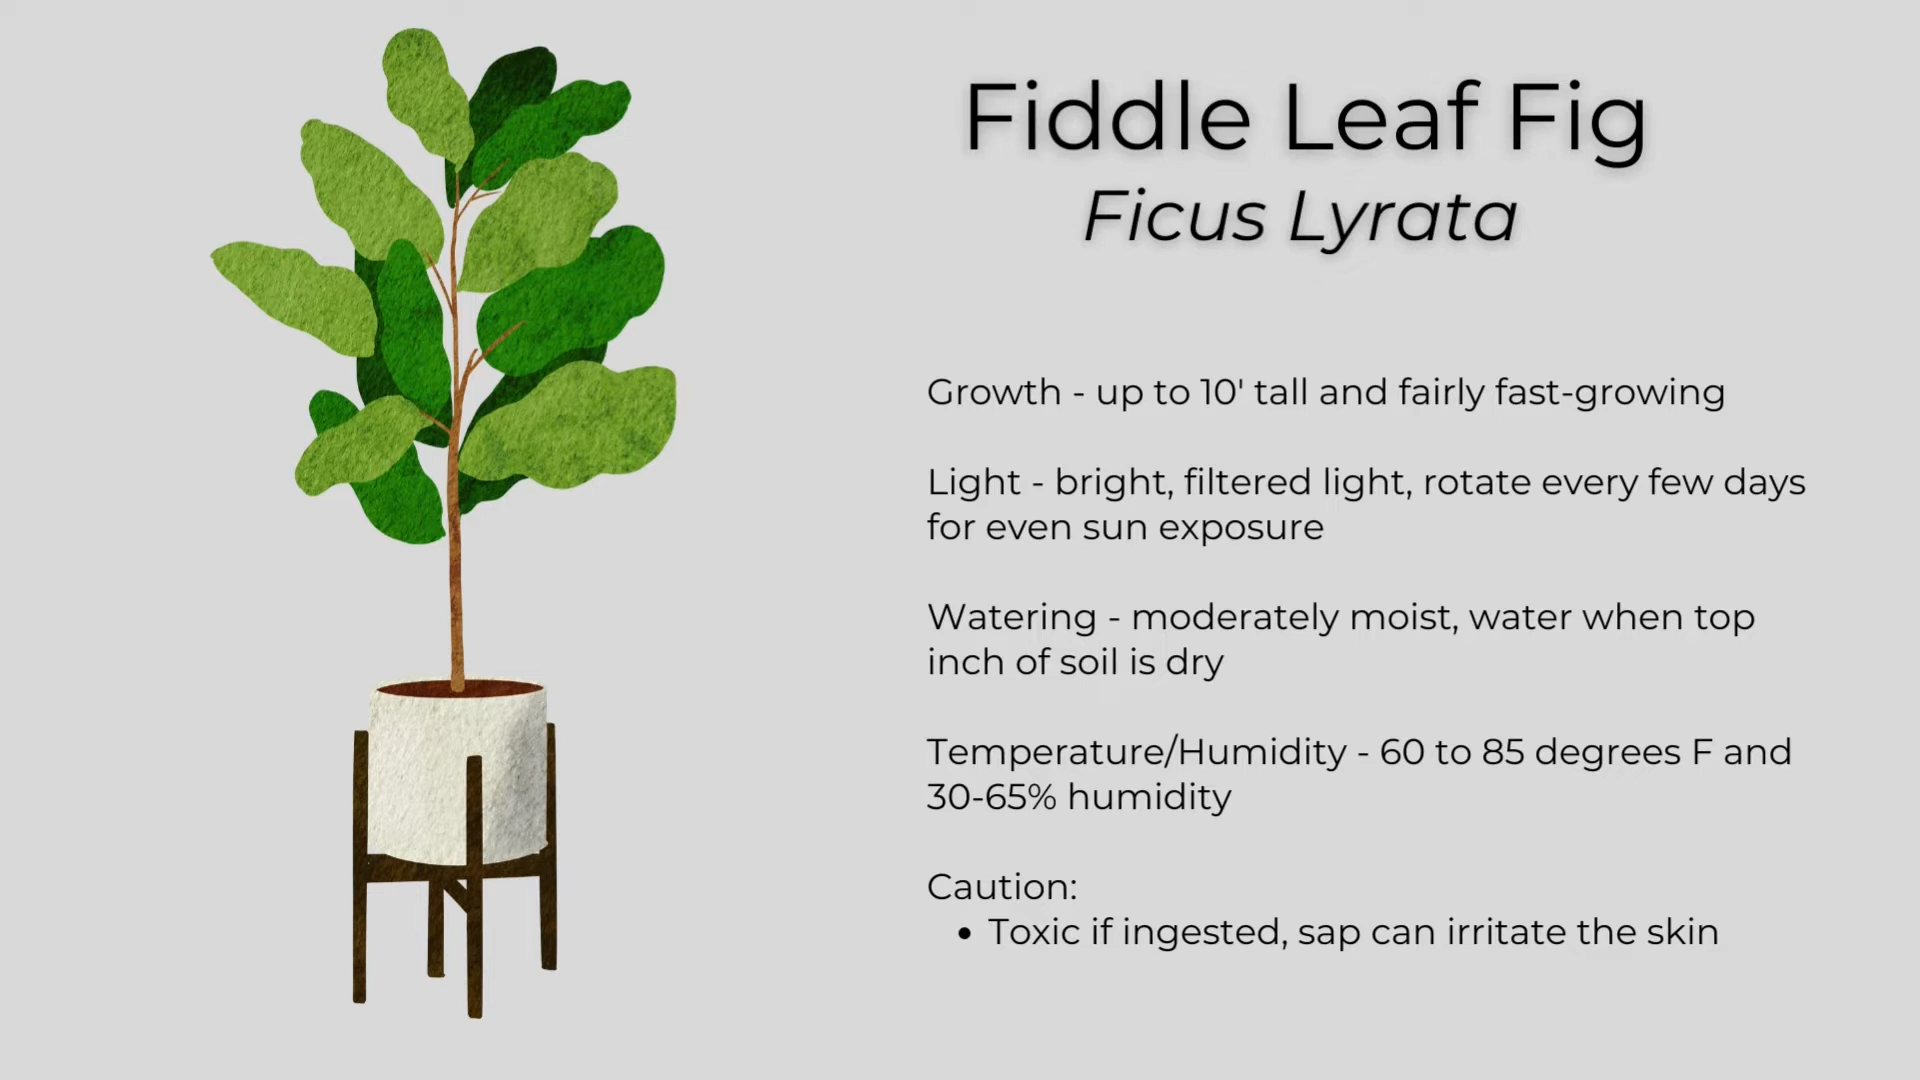 Fiddle Leaf Fig
Ficus Lyrata
Growth - up to 10' tall and fairly fast-growing
Light - bright, filtered light, rotate every few days
for even sun exposure
Watering - moderately moist, water when top
inch of soil is dry
Temperature/Humidity - 60 to 85 degrees F and
30-65% humidity
Caution:
• Toxic if ingested, sap can irritate the skin